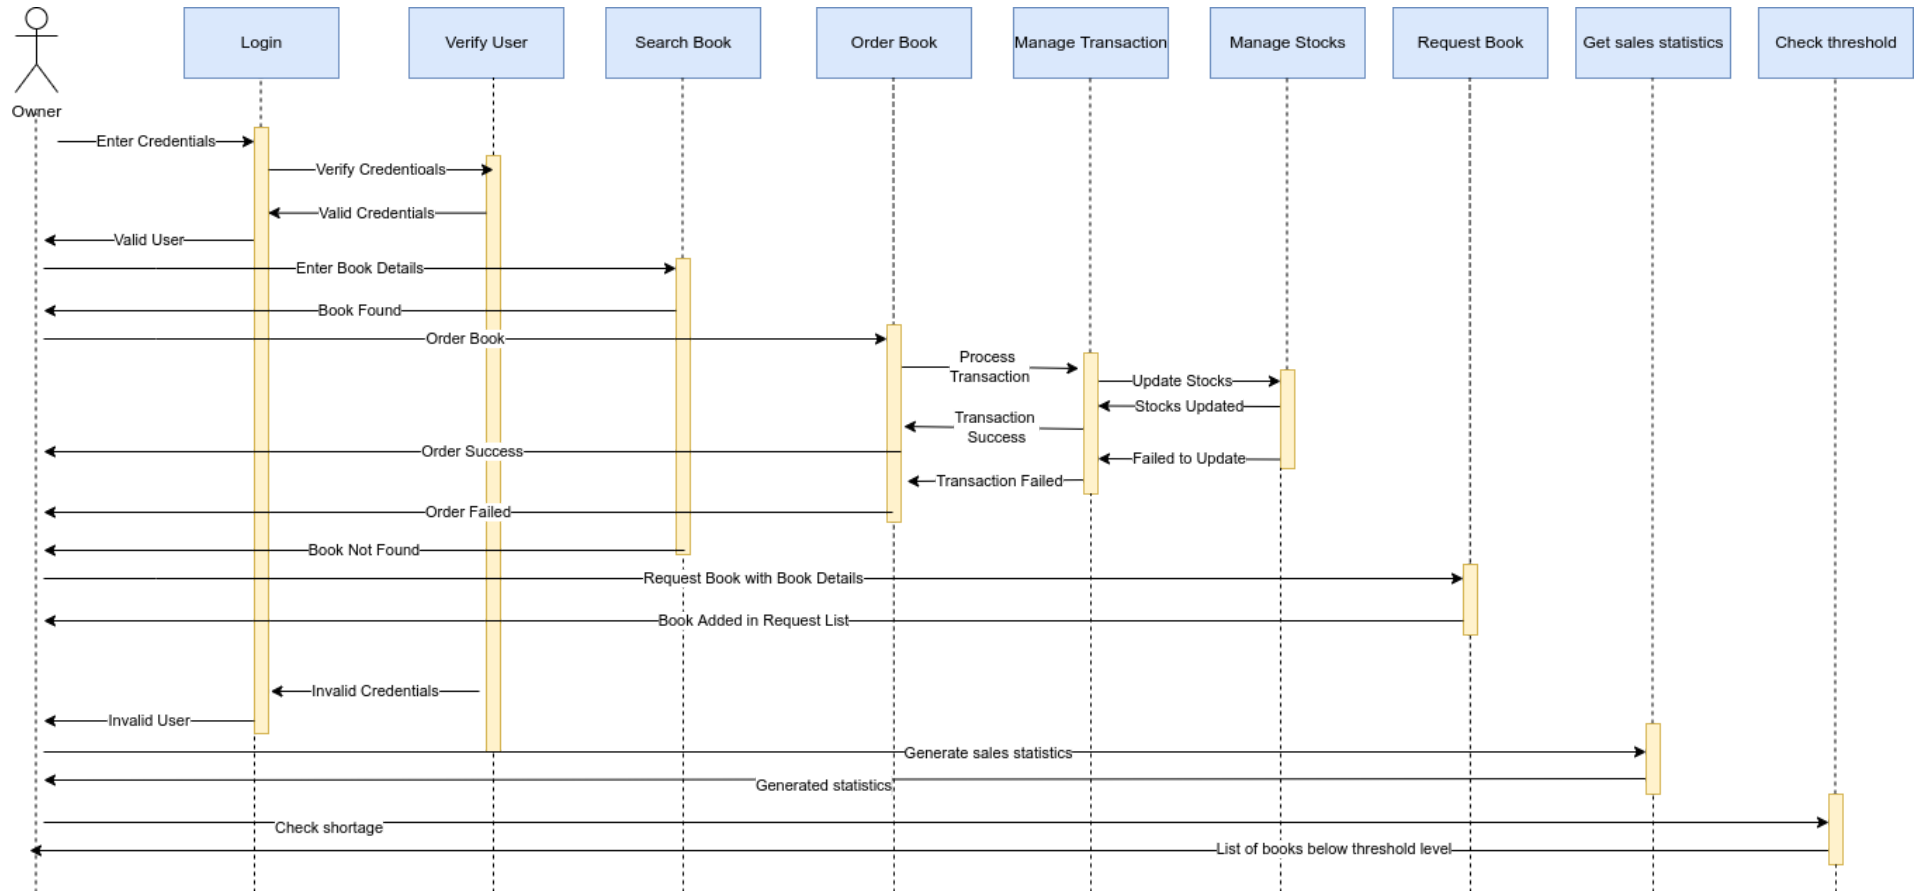 Login
Verify User
Search Book
Order Book
Manage Transaction
Manage Stocks
Request Book
Get sales statistics
Check threshold
Owner
Enter Credentials
Verify Credentioals
Valid Credentials
Valid User
Enter Book Details
Book Found
Order Book
Process
Transaction
Update Stocks
Stocks Updated
Transaction
Success
Order Success
Failed to Update
Transaction Failed
Order Failed
Book Not Found
Request Book with Book Details
Book Added in Request List
Invalid Credentials
Invalid User
Generate sales statistics
Generated statistics
Check shortage
List of books below threshold level